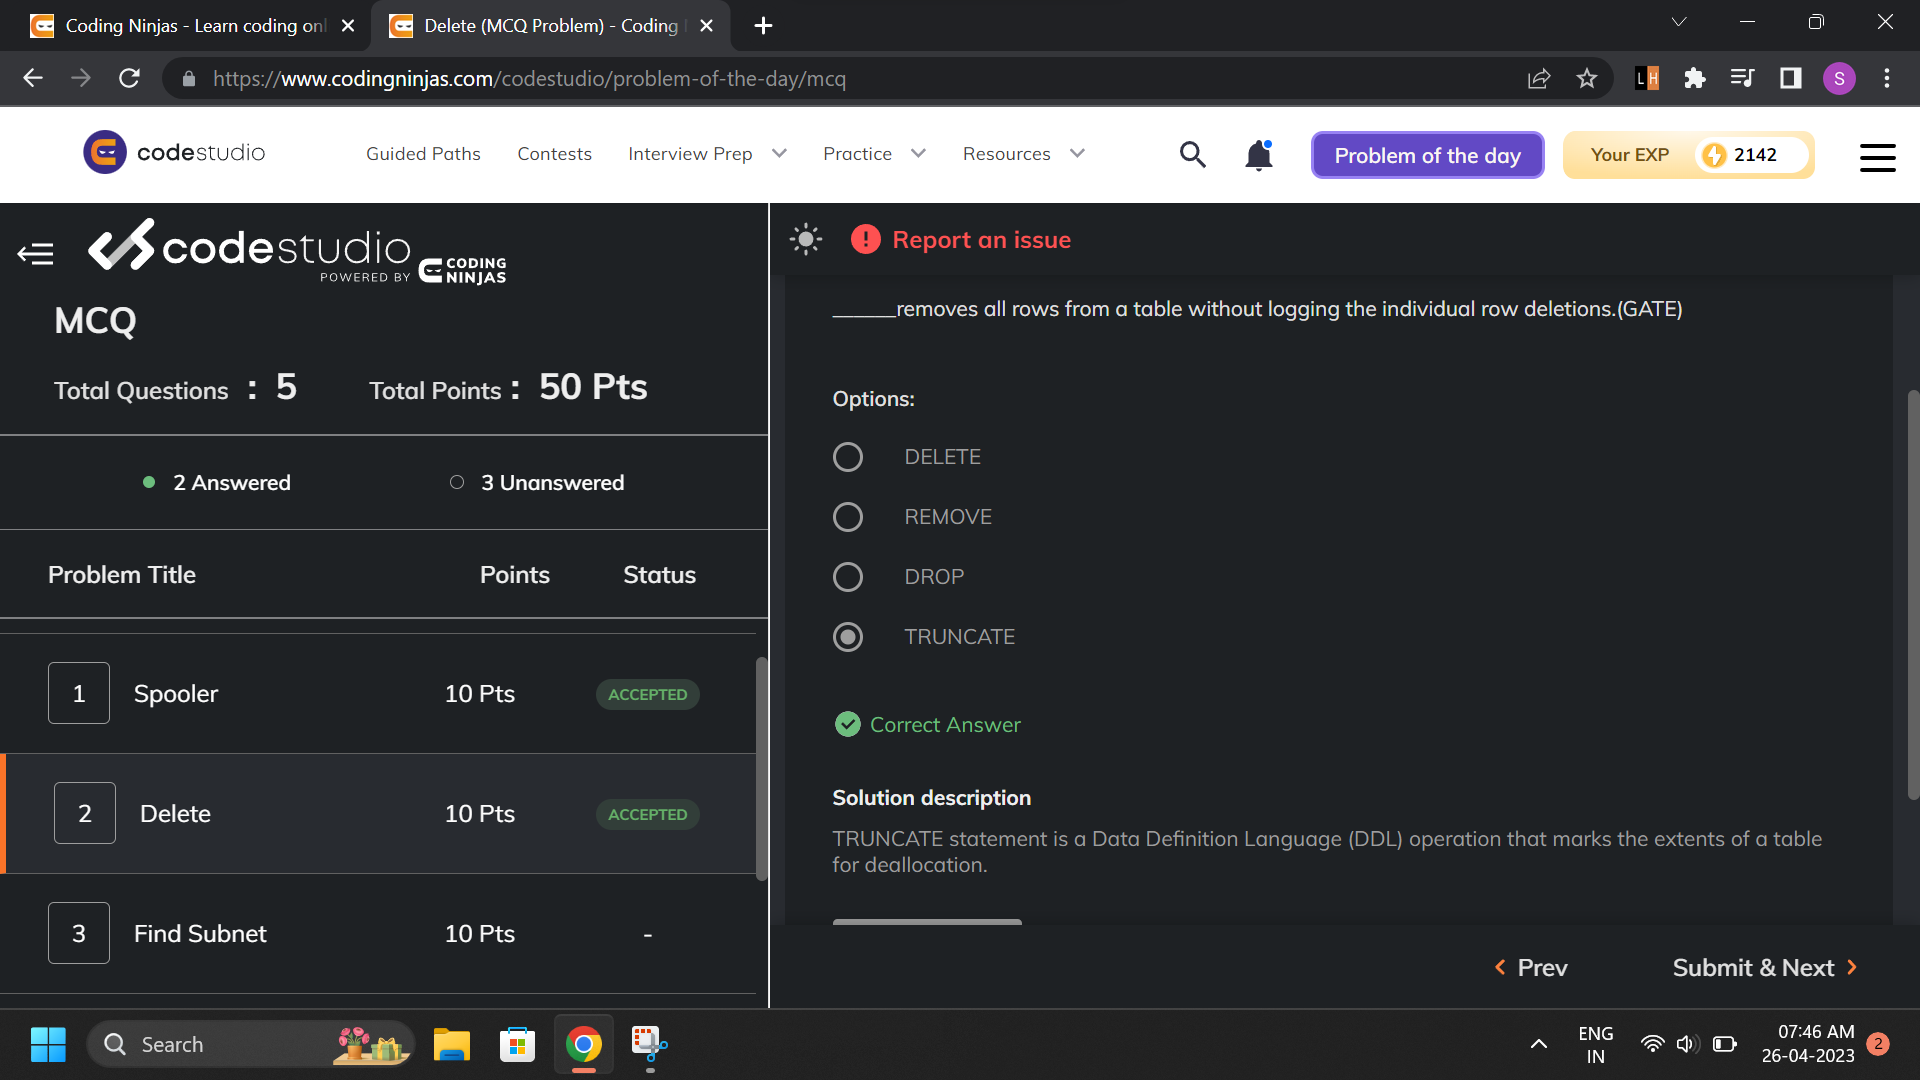 Coding Ninjas - Learn coding onl
Delete (MCQ Problem) - Coding
https://www.codingninjas.com/codestudio/problem-of-the-day/mcq
LH
S
codestudio
Guided Paths
Contests
Interview Prep
Practice
Resources
Problem of the day
Your EXP
2142
codestudio
POWERED BY CODING NINJAS
MCQ
Total Questions : 5
Total Points : 50 Pts
2 Answered
3 Unanswered
Problem Title
Points
Status
1 Spooler 10 Pts ACCEPTED
2 Delete 10 Pts ACCEPTED
3 Find Subnet 10 Pts -
Report an issue
______removes all rows from a table without logging the individual row deletions.(GATE)
Options:
DELETE
REMOVE
DROP
TRUNCATE
Correct Answer
Solution description
TRUNCATE statement is a Data Definition Language (DDL) operation that marks the extents of a table
for deallocation.
Prev
Submit & Next
Search
ENG
IN
07:46 AM
26-04-2023
2